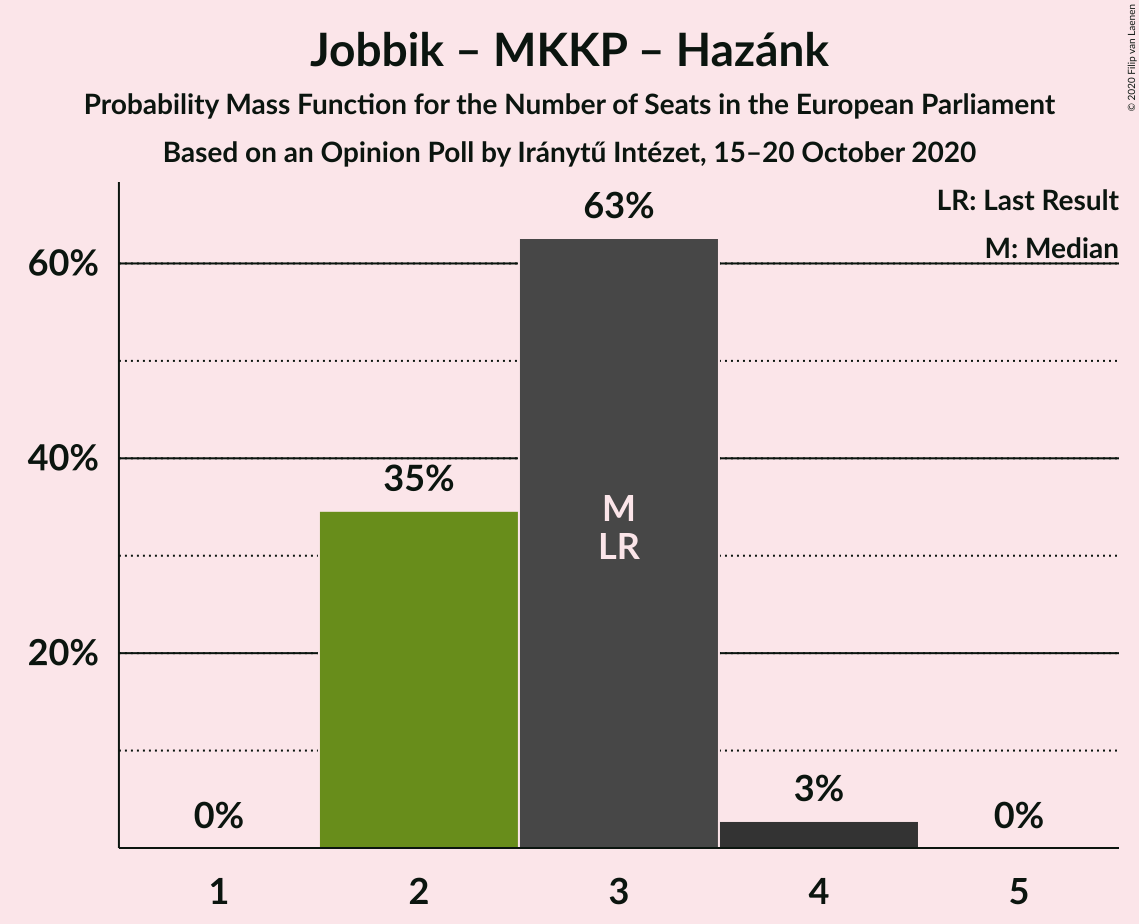 Jobbik – MKKP – Hazánk
Probability Mass Function for the Number of Seats in the European Parliament
Based on an Opinion Poll by Iránytű Intézet, 15–20 October 2020
© 2020 Filip van Laenen
LR: Last Result
M: Median
60%
40%
20%
0%
35%
63%
3%
0%
M
LR
1
2
3
4
5